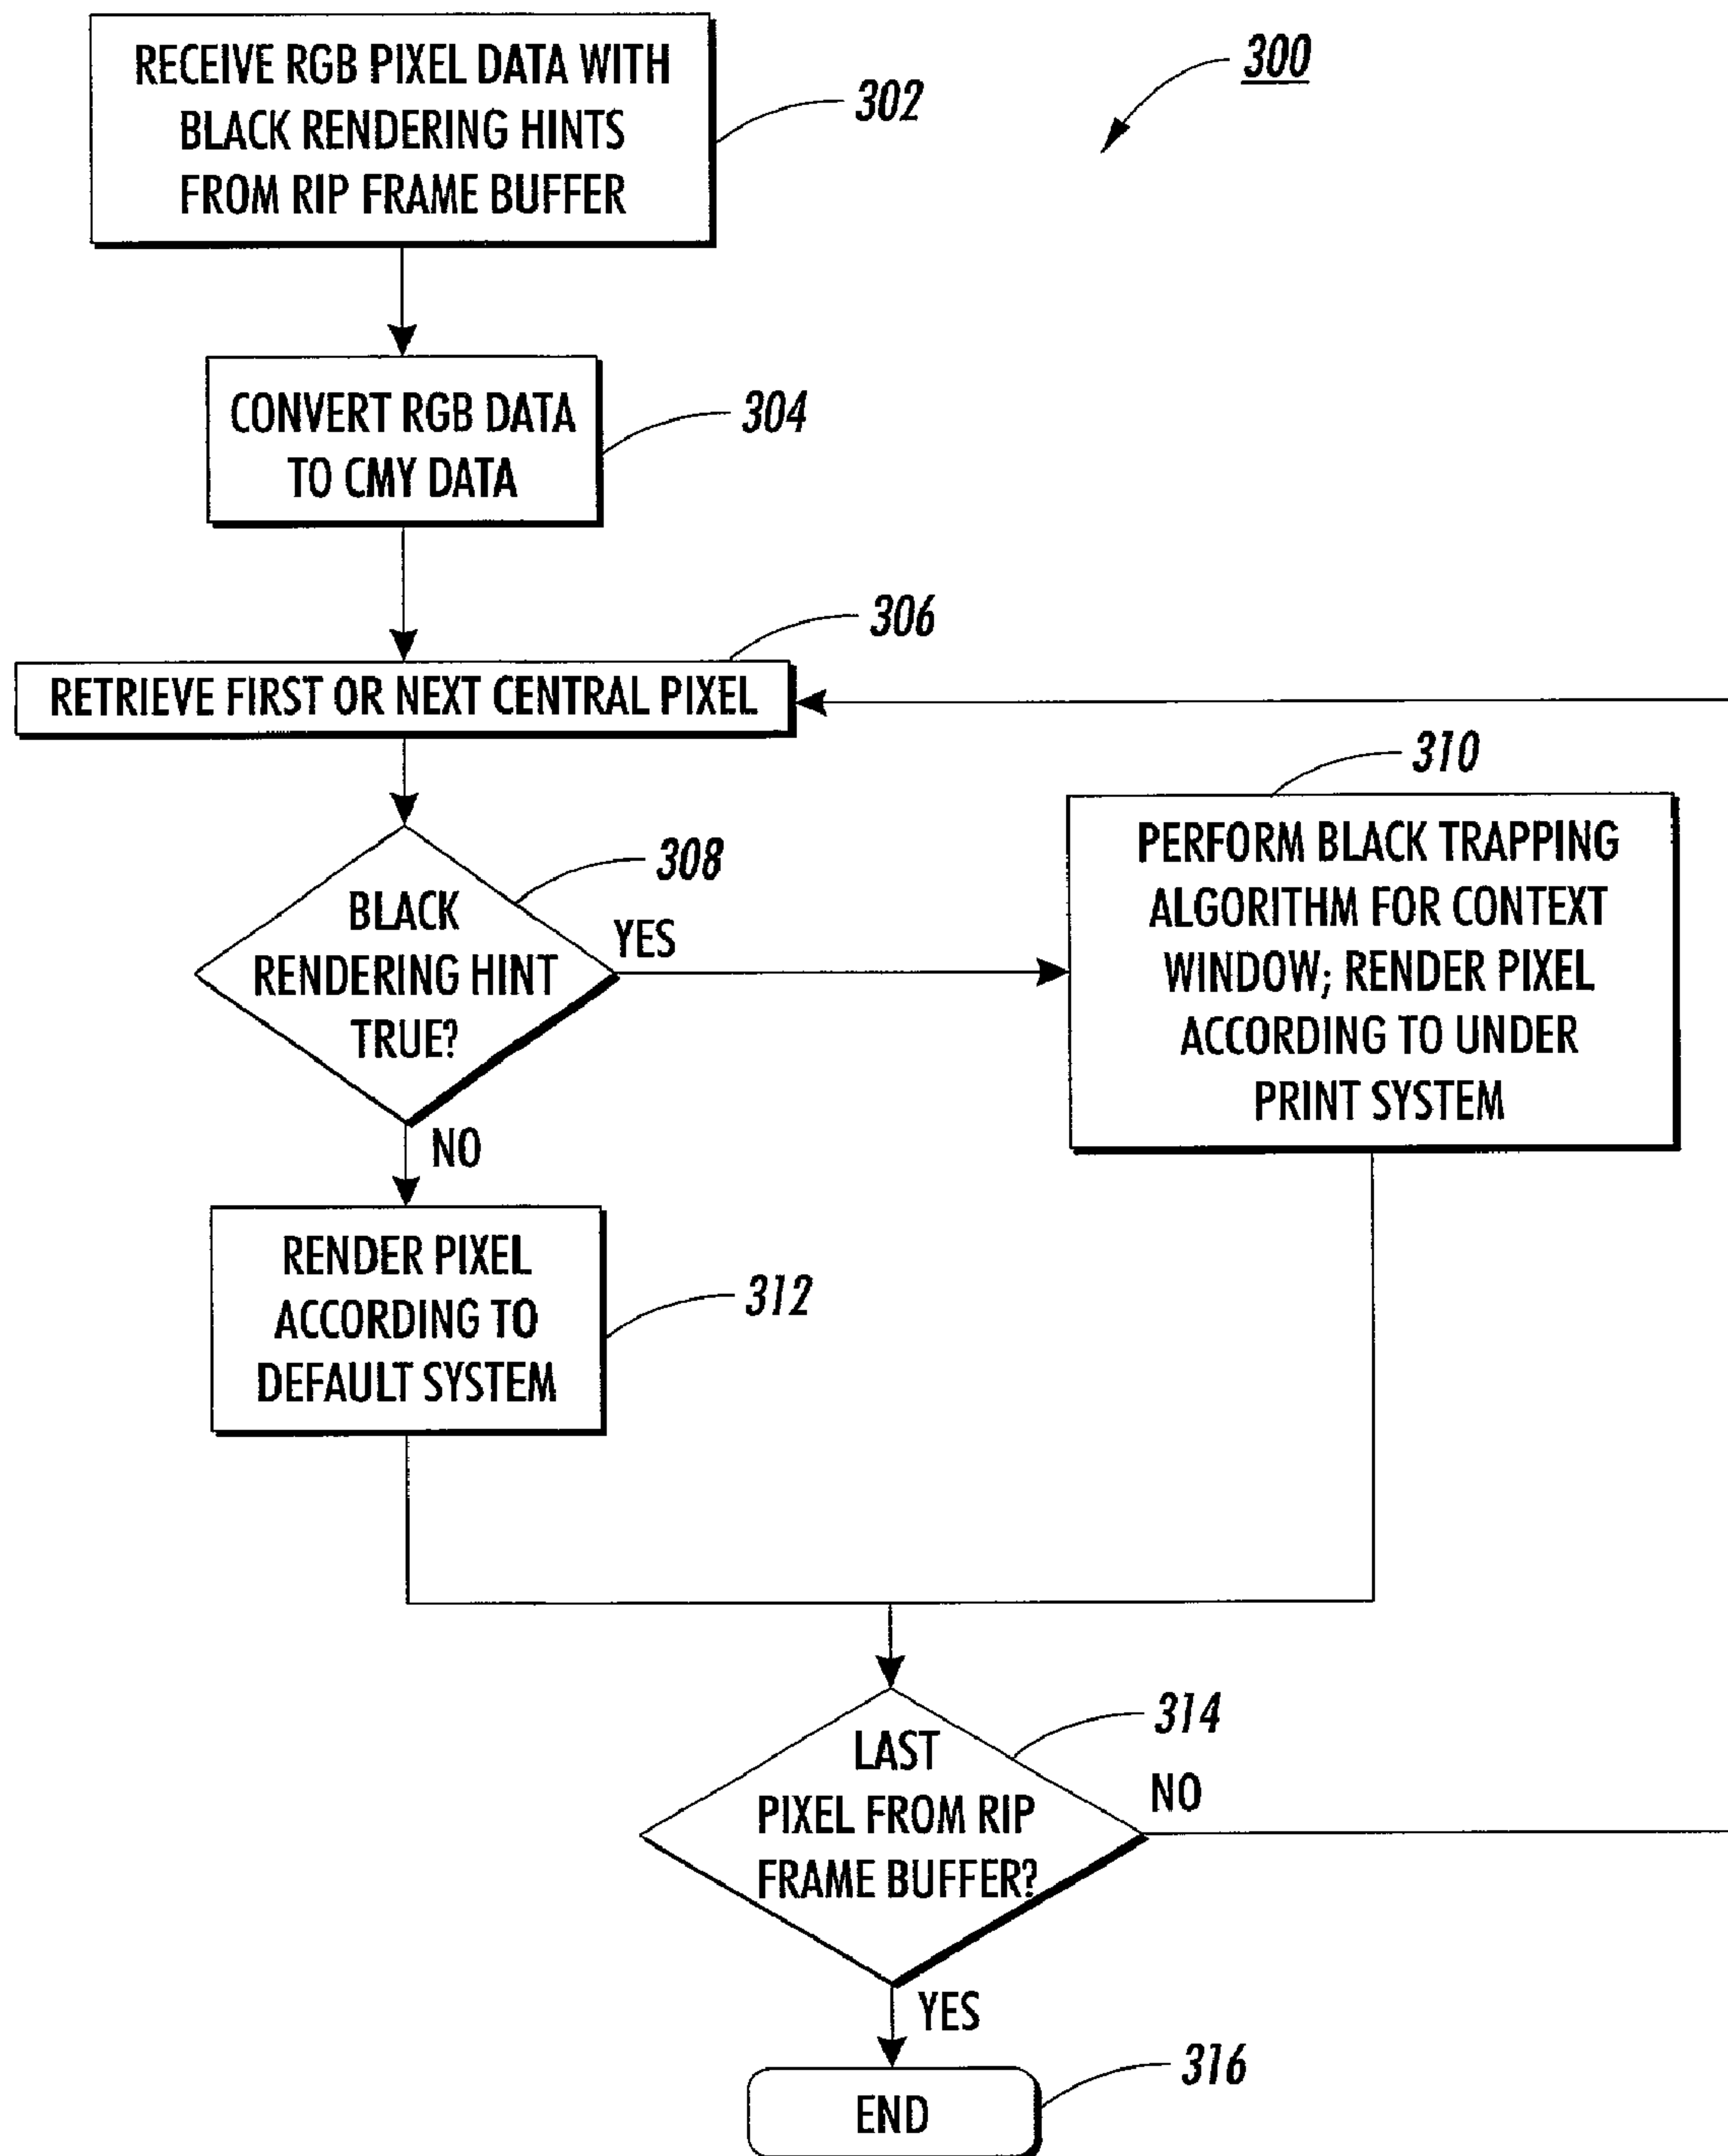 RECEIVE RGB PIXEL DATA WITH
BLACK RENDERING HINTS
FROM RIP FRAME BUFFER
302
300
CONVERT RGB DATA
TO CMY DATA
304
306
RETRIEVE FIRST OR NEXT CENTRAL PIXEL
308
BLACK
RENDERING HINT
TRUE?
YES
NO
310
PERFORM BLACK TRAPPING
ALGORITHM FOR CONTEXT
WINDOW; RENDER PIXEL
ACCORDING TO UNDER
PRINT SYSTEM
RENDER PIXEL
ACCORDING TO
DEFAULT SYSTEM
312
314
LAST
PIXEL FROM RIP
FRAME BUFFER?
NO
YES
316
END